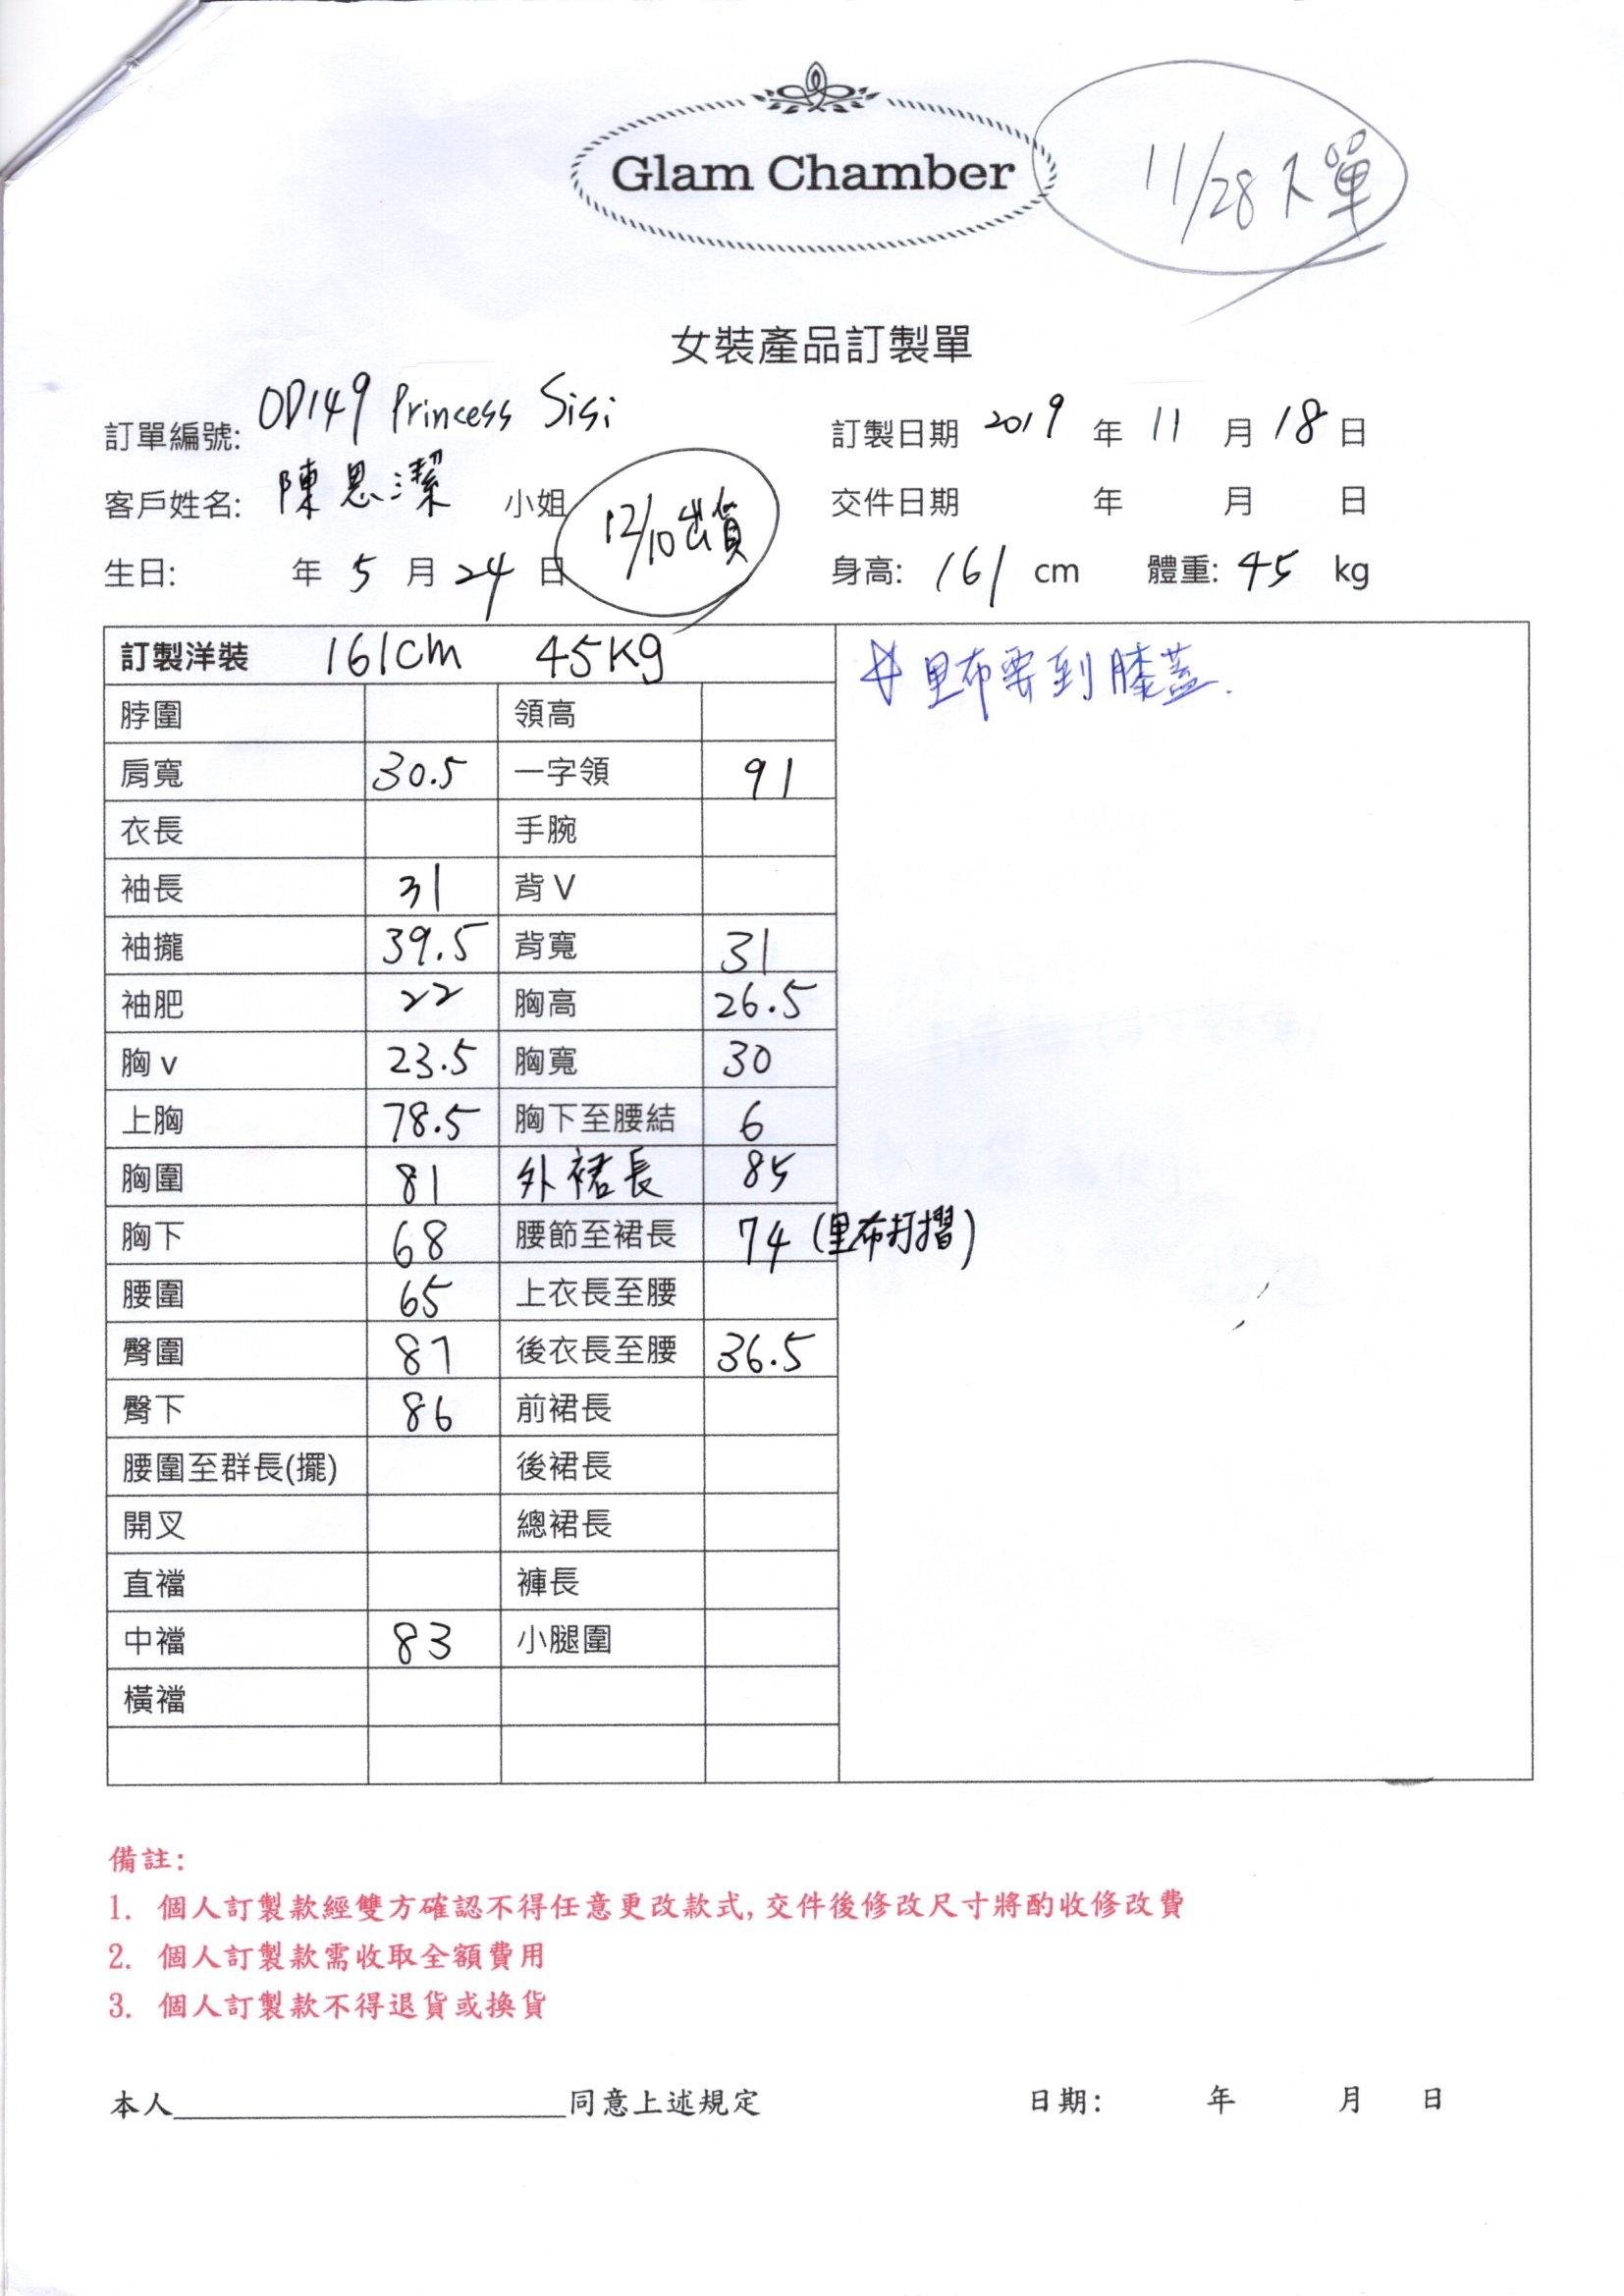 Glam Chamber
11/28下單
女裝產品訂製單
訂單編號: OD149 Princess Sisi
訂製日期 2019 年 11 月 18 日
客戶姓名: 陳思潔 小姐
12/10出貨
交件日期 年 月 日
生日: 年 5 月 24 日
身高: 161 cm 體重: 45 kg
訂製洋裝 161cm 45kg
#里布要到膝蓋.
脖圍 領高
肩寬 30.5 一字領 91
衣長 手腕
袖長 31 背 V
袖攏 39.5 背寬 31
袖肥 22 胸高 26.5
胸 v 23.5 胸寬 30
上胸 78.5 胸下至腰結 6
胸圍 81 外裙長 85
胸下 68 腰節至裙長 74 (里布打摺)
腰圍 65 上衣長至腰
臀圍 87 後衣長至腰 36.5
臀下 86 前裙長
腰圍至群長(擺) 後裙長
開叉 總裙長
直襠 褲長
中襠 83 小腿圍
橫襠
備註:
1. 個人訂製款經雙方確認不得任意更改款式, 交件後修改尺寸將酌收修改費
2. 個人訂製款需收取全額費用
3. 個人訂製款不得退貨或換貨
本人____________同意上述規定 日期: 年 月 日